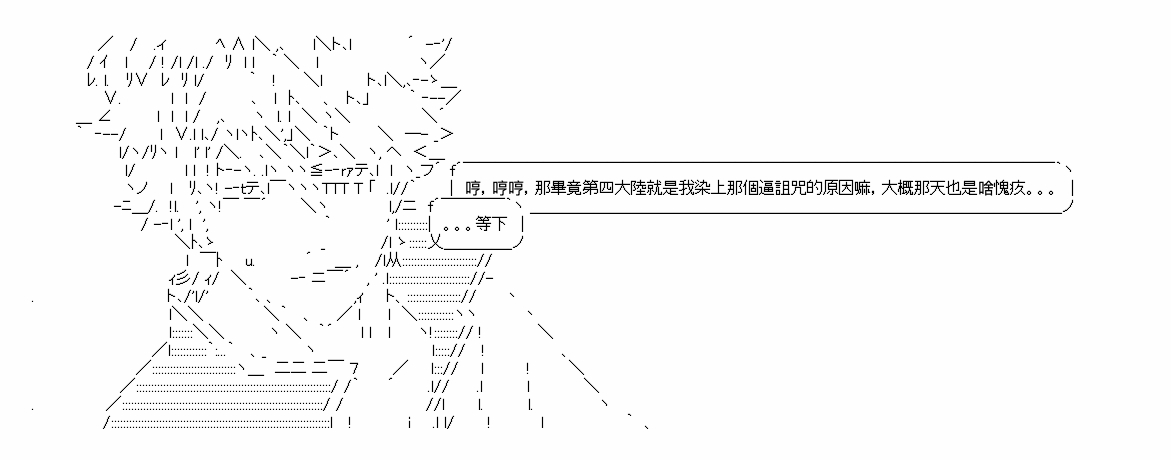 哼，哼哼，那畢竟第四大陸就是我染上那個逼詛咒的原因嘛，大概那天也是啥愧疚。。。
。。。等下